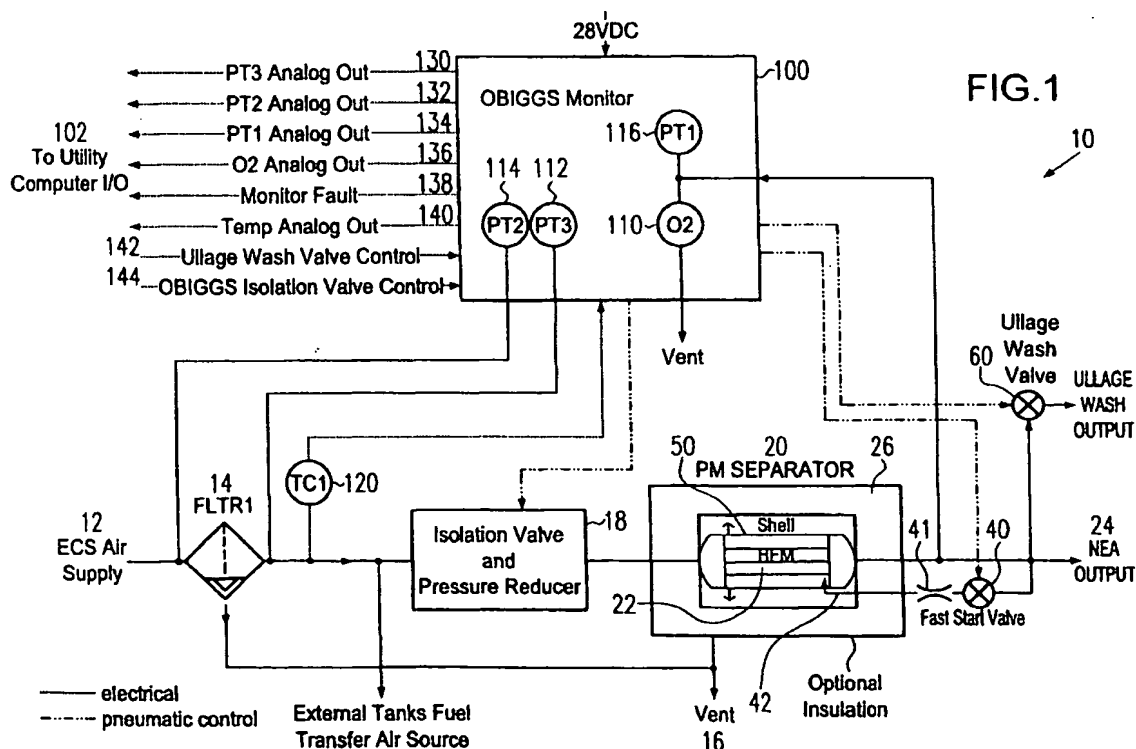 28VDC
FIG.1
PT3 Analog Out 130
100
OBIGGS Monitor
PT2 Analog Out 132
PT1 Analog Out 134
116 PT1
102
To Utility
Computer I/O
O2 Analog Out 136
10
Monitor Fault 138
114 112
Temp Analog Out 140
PT2 PT3
110 O2
142 Ullage Wash Valve Control
144 OBIGGS Isolation Valve Control
Vent
Ullage
Wash
Valve
60
ULLAGE
WASH
OUTPUT
20
50
PM SEPARATOR
26
14
FLTR1
TC1 120
Shell
HFM
18
Isolation Valve
and
Pressure Reducer
12
ECS Air
Supply
41
40
24
NEA
OUTPUT
22
Fast Start Valve
42
Optional
Insulation
electrical
pneumatic control
External Tanks Fuel
Transfer Air Source
Vent
16